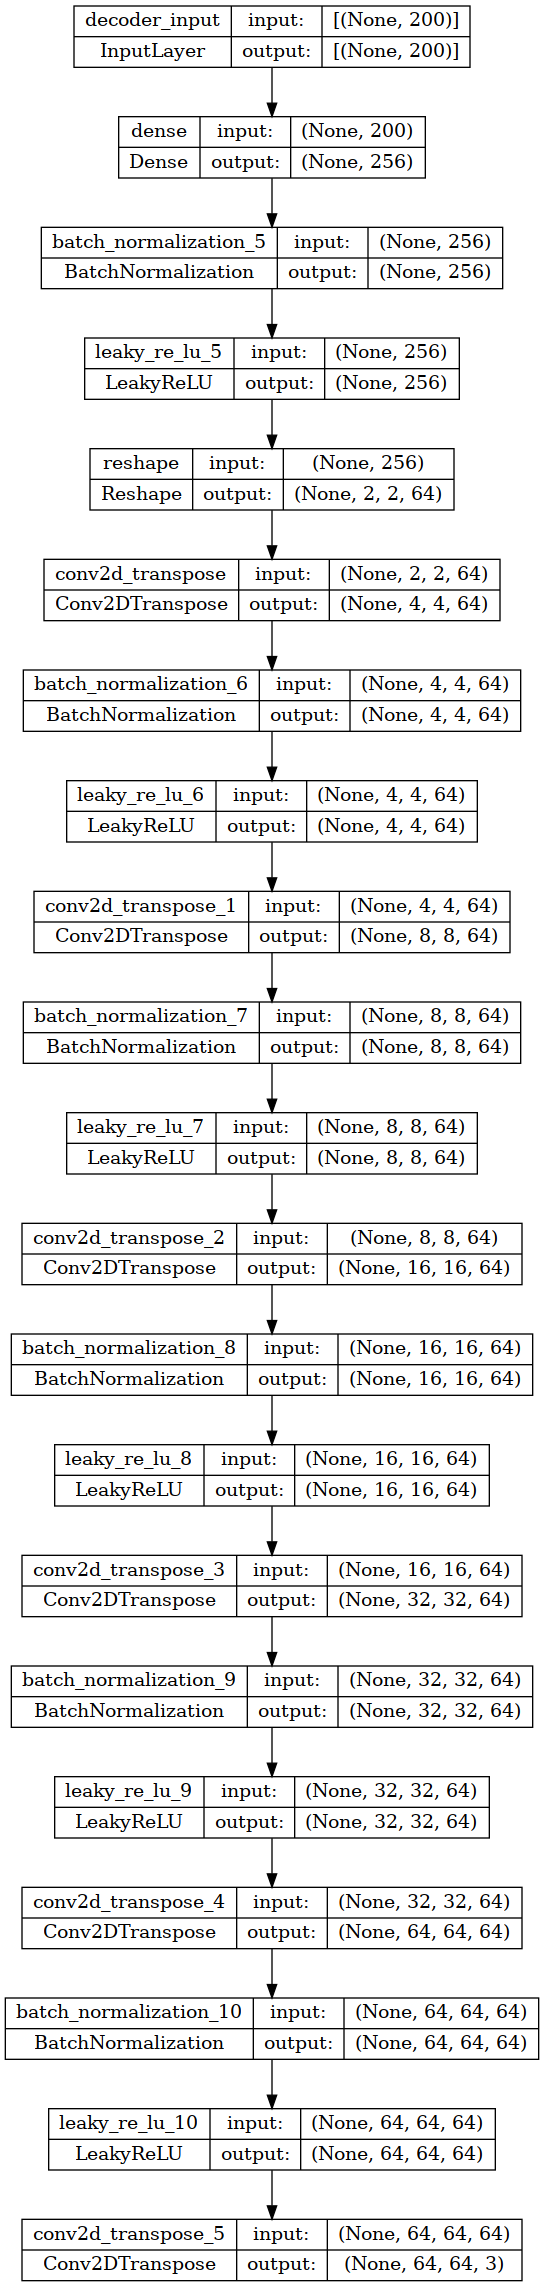 decoder_input input: [(None, 200)]
InputLayer output: [(None, 200)]
dense input: (None, 200)
Dense output: (None, 256)
batch_normalization_5 input: (None, 256)
BatchNormalization output: (None, 256)
leaky_re_lu_5 input: (None, 256)
LeakyReLU output: (None, 256)
reshape input: (None, 256)
Reshape output: (None, 2, 2, 64)
conv2d_transpose input: (None, 2, 2, 64)
Conv2DTranspose output: (None, 4, 4, 64)
batch_normalization_6 input: (None, 4, 4, 64)
BatchNormalization output: (None, 4, 4, 64)
leaky_re_lu_6 input: (None, 4, 4, 64)
LeakyReLU output: (None, 4, 4, 64)
conv2d_transpose_1 input: (None, 4, 4, 64)
Conv2DTranspose output: (None, 8, 8, 64)
batch_normalization_7 input: (None, 8, 8, 64)
BatchNormalization output: (None, 8, 8, 64)
leaky_re_lu_7 input: (None, 8, 8, 64)
LeakyReLU output: (None, 8, 8, 64)
conv2d_transpose_2 input: (None, 8, 8, 64)
Conv2DTranspose output: (None, 16, 16, 64)
batch_normalization_8 input: (None, 16, 16, 64)
BatchNormalization output: (None, 16, 16, 64)
leaky_re_lu_8 input: (None, 16, 16, 64)
LeakyReLU output: (None, 16, 16, 64)
conv2d_transpose_3 input: (None, 16, 16, 64)
Conv2DTranspose output: (None, 32, 32, 64)
batch_normalization_9 input: (None, 32, 32, 64)
BatchNormalization output: (None, 32, 32, 64)
leaky_re_lu_9 input: (None, 32, 32, 64)
LeakyReLU output: (None, 32, 32, 64)
conv2d_transpose_4 input: (None, 32, 32, 64)
Conv2DTranspose output: (None, 64, 64, 64)
batch_normalization_10 input: (None, 64, 64, 64)
BatchNormalization output: (None, 64, 64, 64)
leaky_re_lu_10 input: (None, 64, 64, 64)
LeakyReLU output: (None, 64, 64, 64)
conv2d_transpose_5 input: (None, 64, 64, 64)
Conv2DTranspose output: (None, 64, 64, 3)